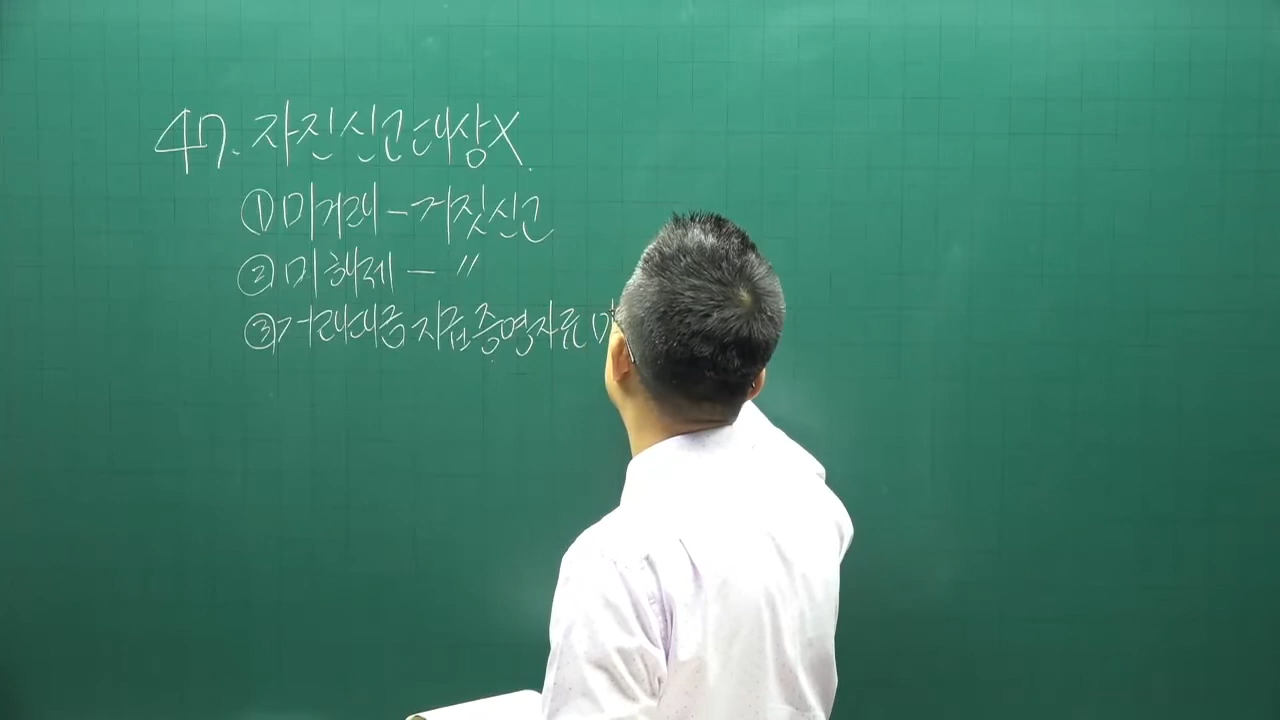 47. 자진신고대상X.
① 미거래 - 거짓신고
② 미해제 - 〃
③ 거래대금 지급증명자료